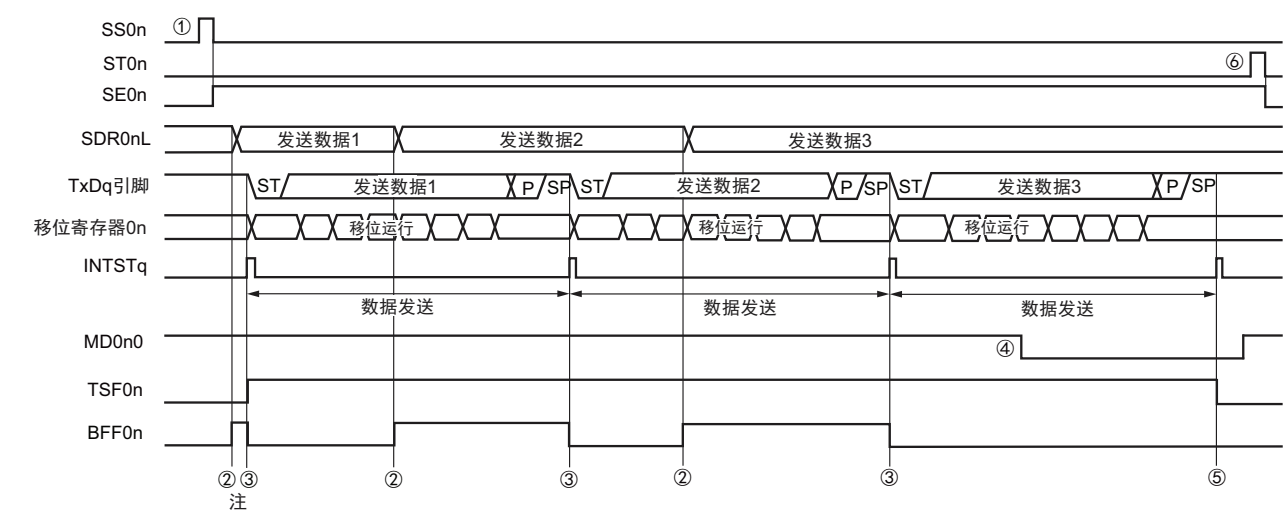 SS0n ①
ST0n ⑥
SE0n
SDR0nL 发送数据1 发送数据2 发送数据3
TxDq引脚 ST 发送数据1 P SP ST 发送数据2 P SP ST 发送数据3 P SP
移位寄存器0n 移位运行 移位运行 移位运行
INTSTq
数据发送 数据发送 数据发送
MD0n0 ④
TSF0n
BFF0n
② ③ ② ③ ② ③ ⑤
注